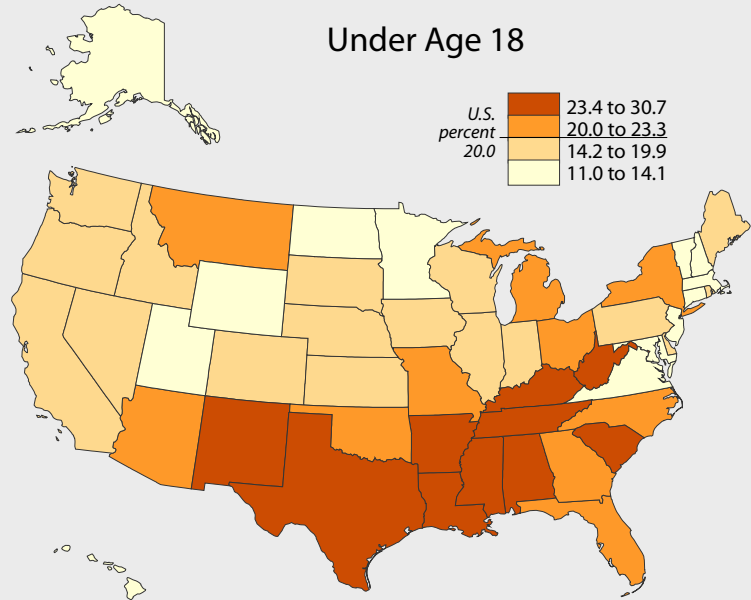 Under Age 18
U.S.
percent
20.0
23.4 to 30.7
20.0 to 23.3
14.2 to 19.9
11.0 to 14.1